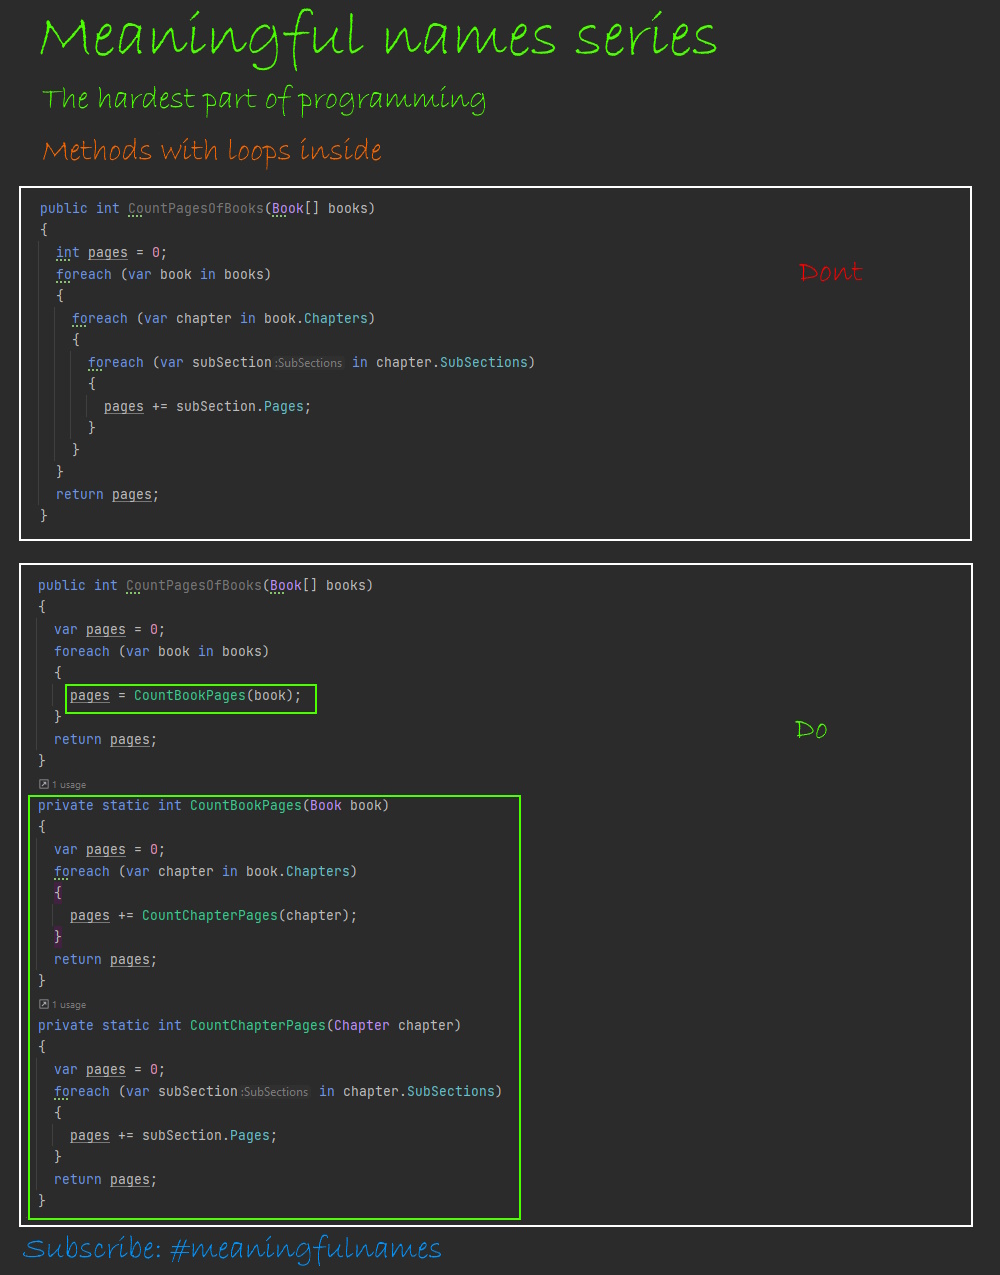 Meaningful names series
The hardest part of programming
Methods with loops inside
public int CountPagesOfBooks(Book[] books)
{
int pages = 0;
foreach (var book in books)
Dont
{
foreach (var chapter in book.Chapters)
{
foreach (var subSection :SubSections in chapter.SubSections)
{
pages += subSection.Pages;
}
}
}
return pages;
}
public int CountPagesOfBooks(Book[] books)
{
var pages = 0;
foreach (var book in books)
{
pages = CountBookPages(book);
}
Do
return pages;
}
1 usage
private static int CountBookPages(Book book)
{
var pages = 0;
foreach (var chapter in book.Chapters)
{
pages += CountChapterPages(chapter);
}
return pages;
}
1 usage
private static int CountChapterPages(Chapter chapter)
{
var pages = 0;
foreach (var subSection :SubSections in chapter.SubSections)
{
pages += subSection.Pages;
}
return pages;
}
Subscribe: #meaningfulnames